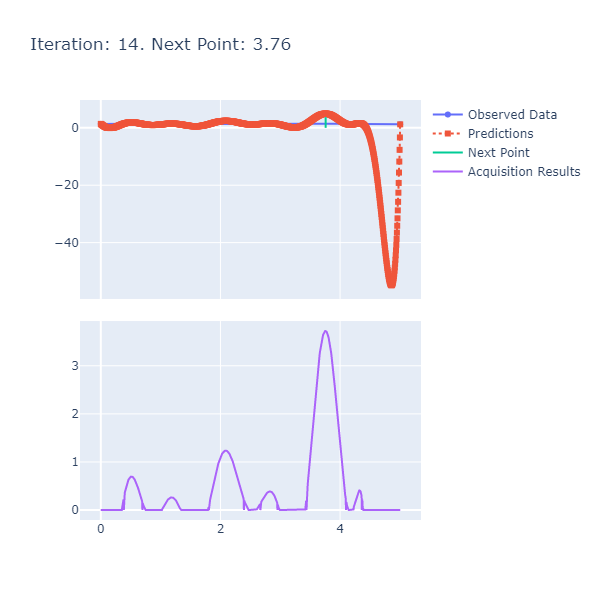 Iteration: 14. Next Point: 3.76
Observed Data
Predictions
Next Point
Acquisition Results
0
−20
−40
3
2
1
0
0
2
4